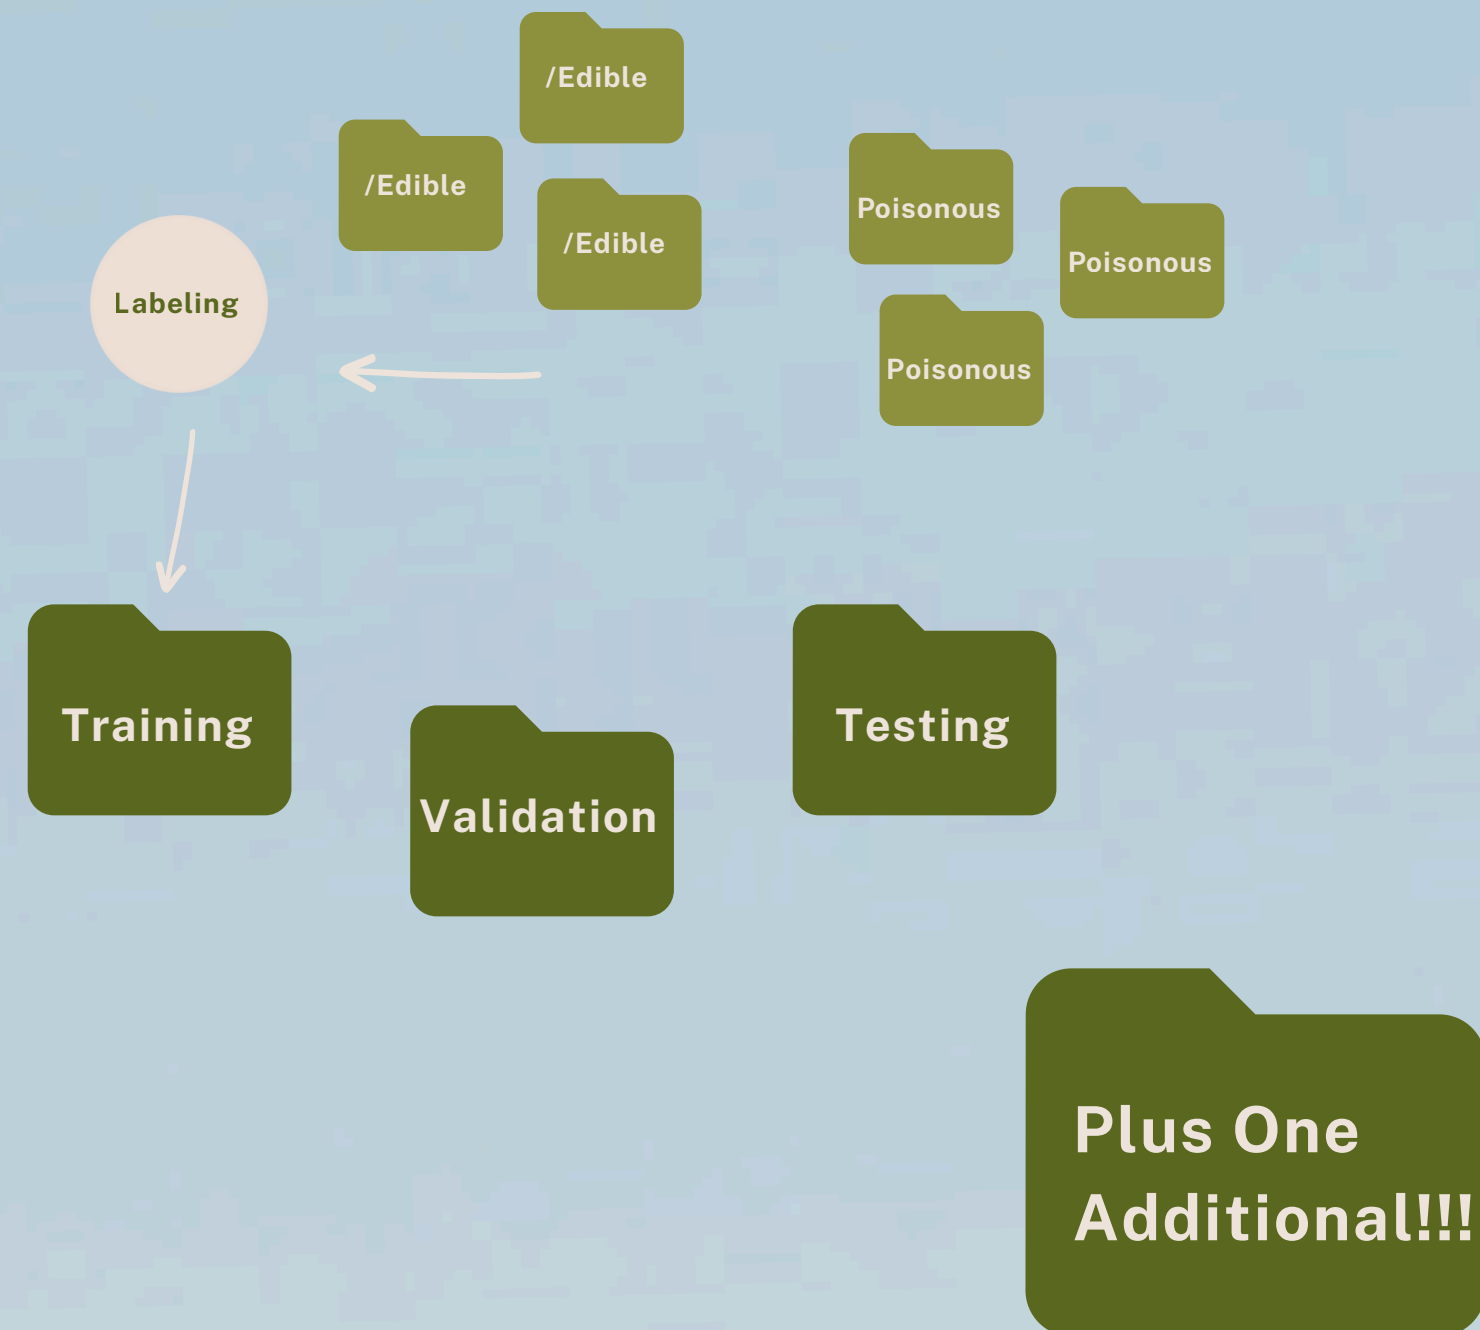 /Edible
/Edible
/Edible
Poisonous
Poisonous
Poisonous
Labeling
Training
Validation
Testing
Plus One
Additional!!!